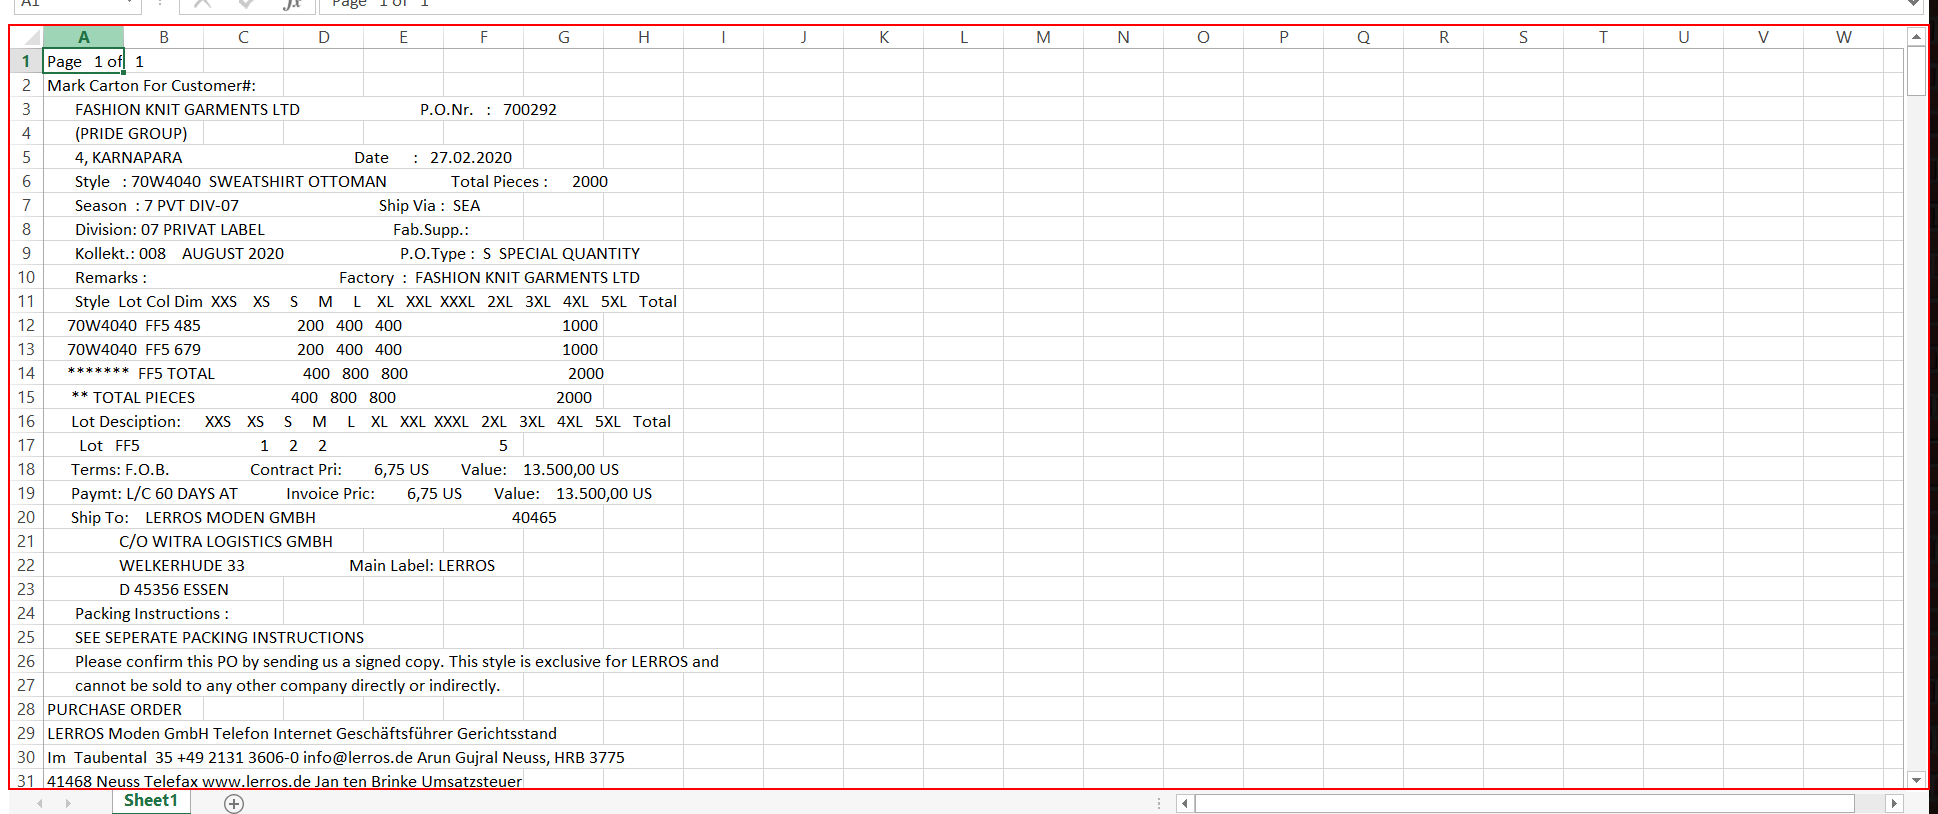 A1 fx Page 1 of 1
A B C D E F G H I J K L M N O P Q R S T U V W
1 Page 1 of 1
2 Mark Carton For Customer#:
3 FASHION KNIT GARMENTS LTD P.O.Nr. : 700292
4 (PRIDE GROUP)
5 4, KARNAPARA Date : 27.02.2020
6 Style : 70W4040 SWEATSHIRT OTTOMAN Total Pieces : 2000
7 Season : 7 PVT DIV-07 Ship Via : SEA
8 Division: 07 PRIVAT LABEL Fab.Supp.:
9 Kollekt.: 008 AUGUST 2020 P.O.Type : S SPECIAL QUANTITY
10 Remarks : Factory : FASHION KNIT GARMENTS LTD
11 Style Lot Col Dim XXS XS S M L XL XXL XXXL 2XL 3XL 4XL 5XL Total
12 70W4040 FF5 485 200 400 400 1000
13 70W4040 FF5 679 200 400 400 1000
14 ******* FF5 TOTAL 400 800 800 2000
15 ** TOTAL PIECES 400 800 800 2000
16 Lot Desciption: XXS XS S M L XL XXL XXXL 2XL 3XL 4XL 5XL Total
17 Lot FF5 1 2 2 5
18 Terms: F.O.B. Contract Pri: 6,75 US Value: 13.500,00 US
19 Paymt: L/C 60 DAYS AT Invoice Pric: 6,75 US Value: 13.500,00 US
20 Ship To: LERROS MODEN GMBH 40465
21 C/O WITRA LOGISTICS GMBH
22 WELKERHUDE 33 Main Label: LERROS
23 D 45356 ESSEN
24 Packing Instructions :
25 SEE SEPERATE PACKING INSTRUCTIONS
26 Please confirm this PO by sending us a signed copy. This style is exclusive for LERROS and
27 cannot be sold to any other company directly or indirectly.
28 PURCHASE ORDER
29 LERROS Moden GmbH Telefon Internet Geschäftsführer Gerichtsstand
30 Im Taubental 35 +49 2131 3606-0 info@lerros.de Arun Gujral Neuss, HRB 3775
31 41468 Neuss Telefax www.lerros.de Jan ten Brinke Umsatzsteuer
Sheet1